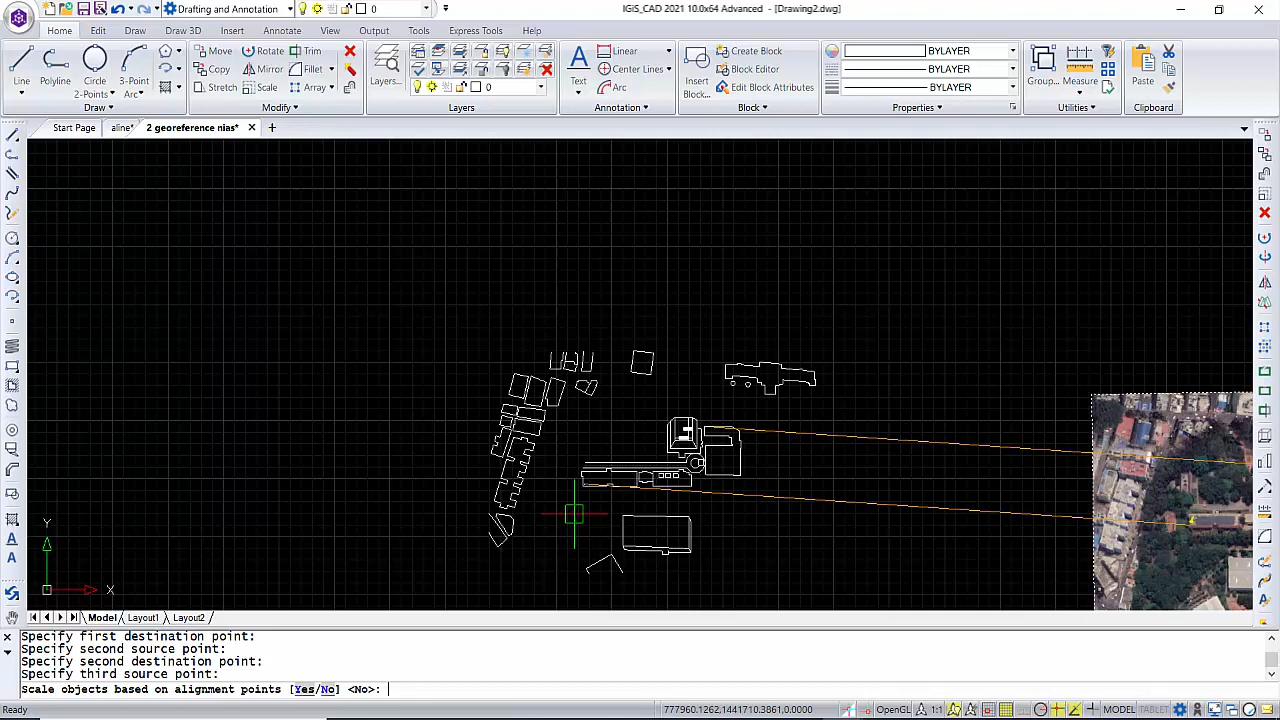 Drafting and Annotation
0
IGIS_CAD 2021 10.0x64 Advanced - [Drawing2.dwg]
Home
Edit
Draw
Draw 3D
Insert
Annotate
View
Output
Tools
Express Tools
Help
Line
Polyline
Circle
2-Points
Move
Copy
Stretch
Rotate
Mirror
Scale
Trim
Fillet
Array
Layers...
0
Text
Linear
Center Lines
Arc
Insert
Block...
Create Block
Block Editor
Edit Block Attributes
BYLAYER
BYLAYER
BYLAYER
Group...
Measure
Paste
Draw
Modify
Layers
Annotation
Block
Properties
Utilities
Clipboard
Start Page
aline*
2 georeference nias*
Y
X
Model
Layout1
Layout2
Specify first destination point:
Specify second source point:
Specify second destination point:
Specify third source point:
Scale objects based on alignment points [Yes/No] <No>:
Ready
777960.1262,1441710.3861,0.0000
OpenGL
1:1
MODEL
TABLET